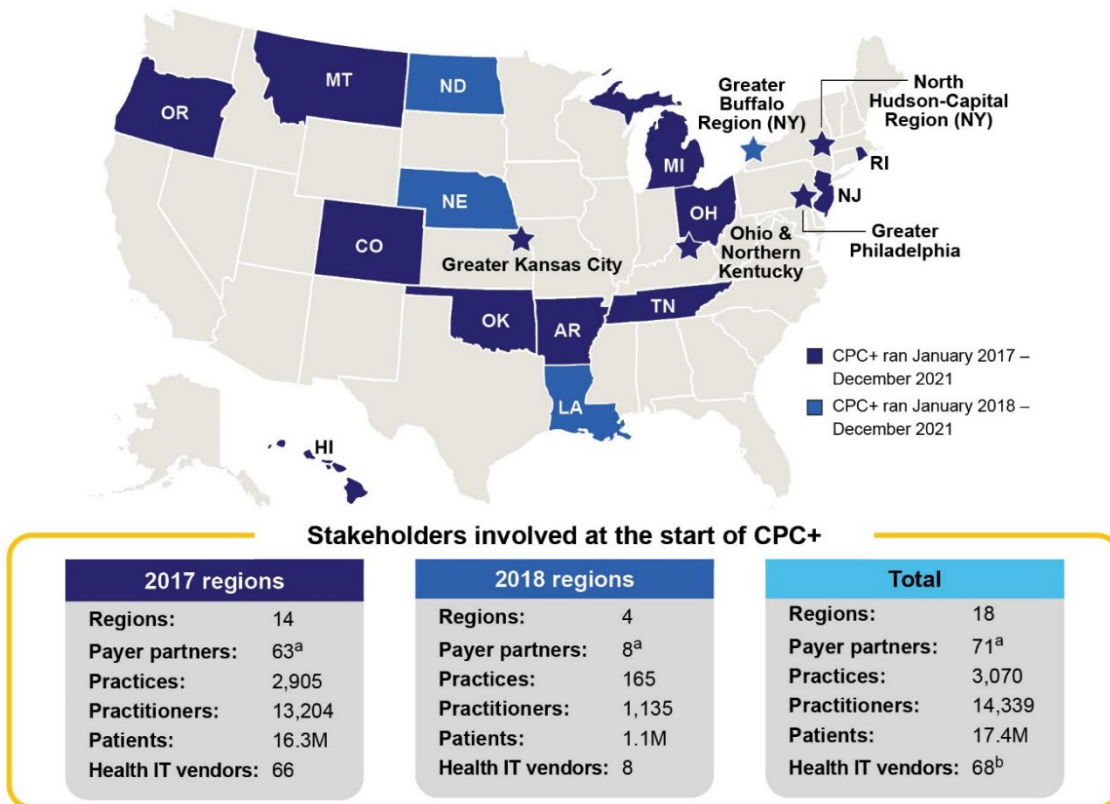 MT
ND
OR
Greater
Buffalo
Region (NY)
North
Hudson-Capital
Region (NY)
MI
RI
NE
NJ
OH
CO
Greater Kansas City
Ohio &
Northern
Kentucky
Greater
Philadelphia
OK
AR
TN
LA
HI
CPC+ ran January 2017 –
December 2021
CPC+ ran January 2018 –
December 2021
Stakeholders involved at the start of CPC+
2017 regions
Regions: 14
Payer partners: 63a
Practices: 2,905
Practitioners: 13,204
Patients: 16.3M
Health IT vendors: 66
2018 regions
Regions: 4
Payer partners: 8a
Practices: 165
Practitioners: 1,135
Patients: 1.1M
Health IT vendors: 8
Total
Regions: 18
Payer partners: 71a
Practices: 3,070
Practitioners: 14,339
Patients: 17.4M
Health IT vendors: 68b